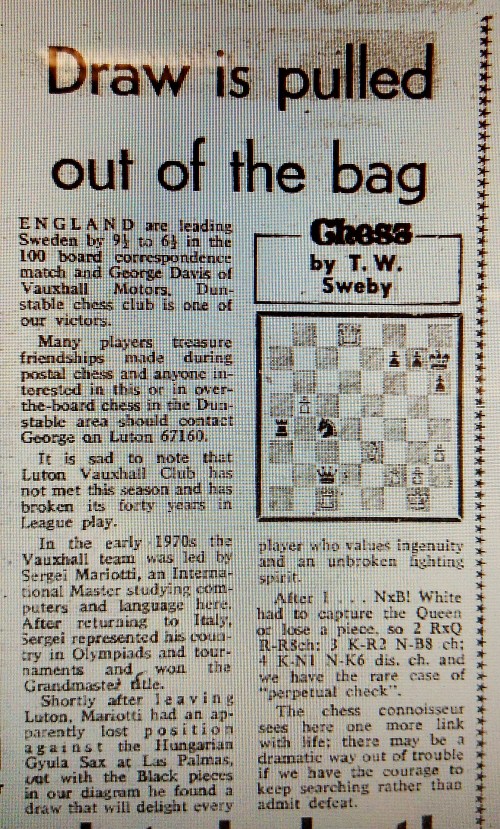 Draw is pulled
out of the bag
ENGLAND are leading
Sweden by 9½ to 6½ in the
100 board correspondence
match and George Davis of
Vauxhall Motors, Dun-
stable chess club is one of
our victors.
Many players treasure
friendships made during
postal chess and anyone in-
terested in this or in over-
the-board chess in the Dun-
stable area should contact
George on Luton 67160.
It is sad to note that
Luton Vauxhall Club has
not met this season and has
broken its forty years in
League play.
In the early 1970s the
Vauxhall team was led by
Sergei Mariotti, an Interna-
tional Master studying com-
puters and language here.
After returning to Italy,
Sergei represented his coun-
try in Olympiads and tour-
naments and won the
Grandmaster title.
Shortly after leaving
Luton, Mariotti had an ap-
parently lost position
against the Hungarian
Gyula Sax at Las Palmas,
out with the Black pieces
in our diagram he found a
draw that will delight every
Chess
by T. W.
Sweby
player who values ingenuity
and an unbroken fighting
spirit.
After 1 . . . NxB! White
had to capture the Queen
or lose a piece, so 2 RxQ
R-R8ch; 3 K-R2 N-B8 ch;
4 K-N1 N-K6 dis. ch. and
we have the rare case of
"perpetual check".
The chess connoisseur
sees here one more link
with life; there may be a
dramatic way out of trouble
if we have the courage to
keep searching rather than
admit defeat.